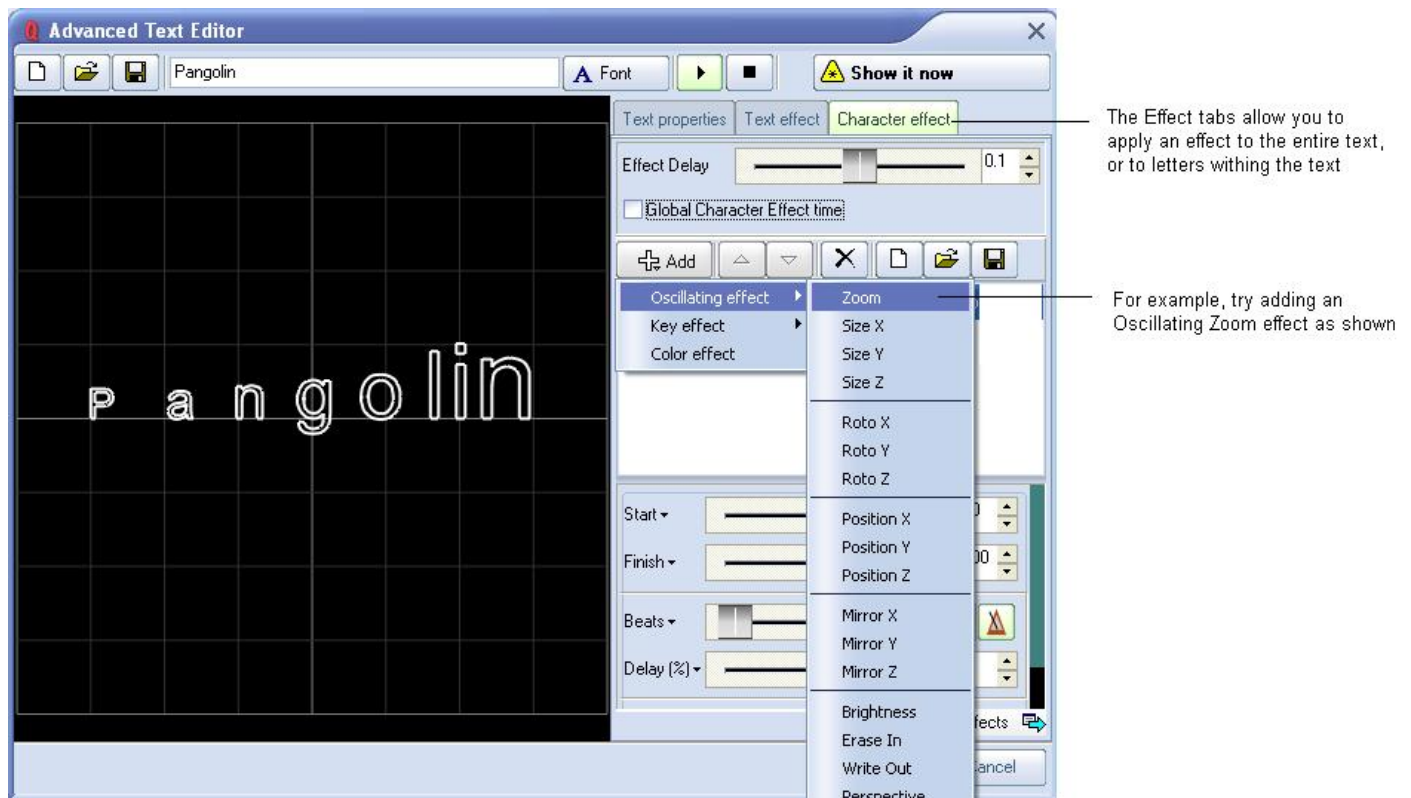 Advanced Text Editor
Pangolin
A Font
Show it now
Text properties Text effect Character effect
Effect Delay 0.1
Global Character Effect time
Add
Oscillating effect
Key effect
Color effect
Zoom
Size X
Size Y
Size Z
Roto X
Roto Y
Roto Z
Position X
Position Y
Position Z
Mirror X
Mirror Y
Mirror Z
Brightness
Erase In
Write Out
Perspective
Pangolin
Start
Finish
Beats
Delay (%)
The Effect tabs allow you to
apply an effect to the entire text,
or to letters withing the text
For example, try adding an
Oscillating Zoom effect as shown